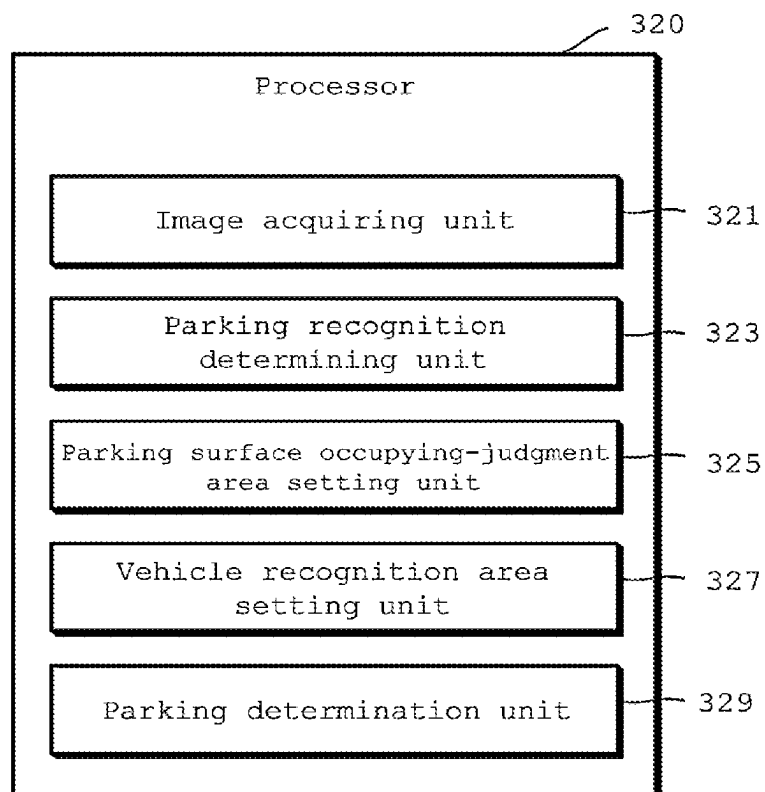 320
Processor
Image acquiring unit
321
Parking recognition
determining unit
323
Parking surface occupying-judgment
area setting unit
325
Vehicle recognition area
setting unit
327
Parking determination unit
329